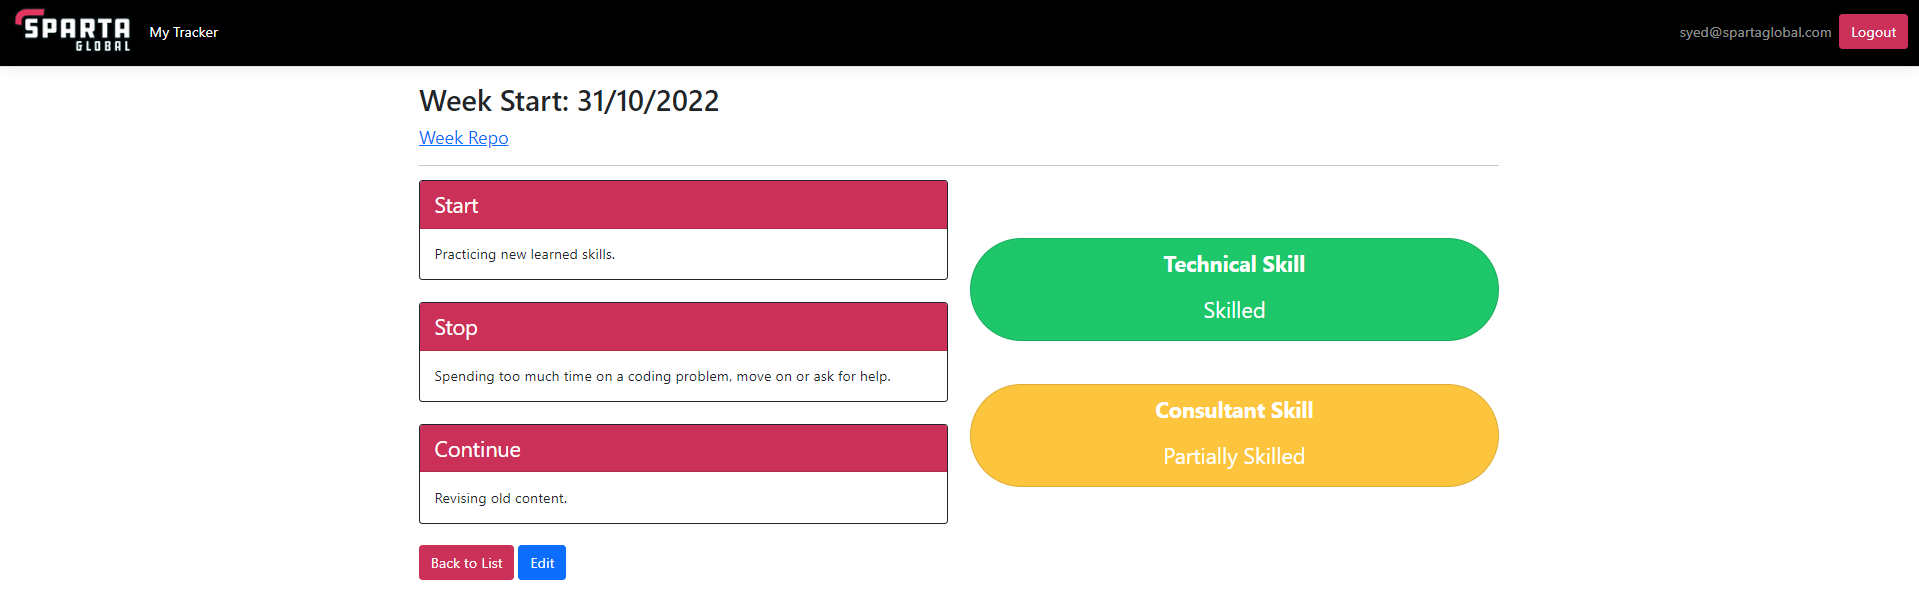 SPARTA
GLOBAL
My Tracker
syed@spartaglobal.com
Logout
Week Start: 31/10/2022
Week Repo
Start
Practicing new learned skills.
Stop
Spending too much time on a coding problem, move on or ask for help.
Continue
Revising old content.
Technical Skill
Skilled
Consultant Skill
Partially Skilled
Back to List
Edit